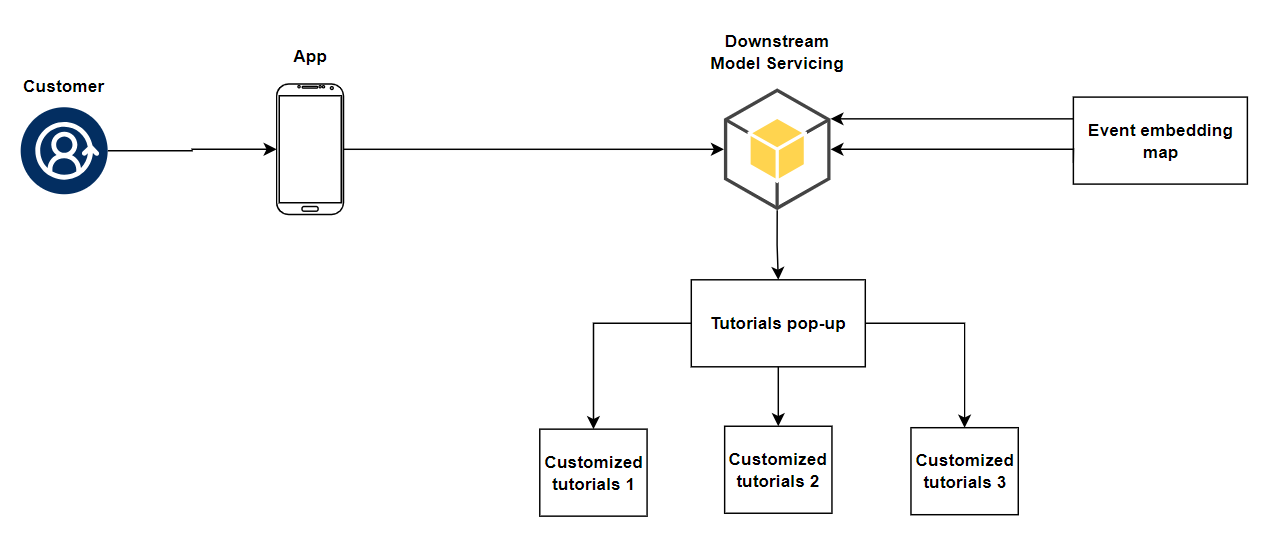 Downstream
Model Servicing
App
Customer
Event embedding
map
Tutorials pop-up
Customized
tutorials 1
Customized
tutorials 2
Customized
tutorials 3